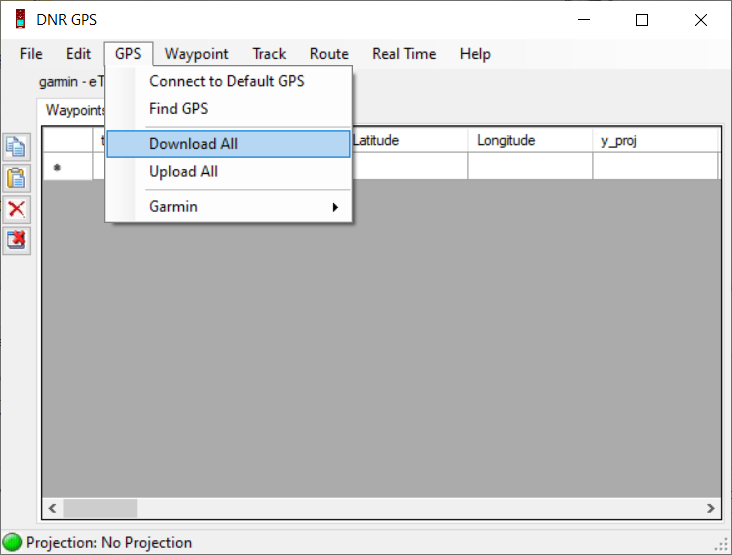 DNR GPS
File Edit GPS Waypoint Track Route Real Time Help
garmin - eT
Connect to Default GPS
Waypoints
Find GPS
Download All
t Latitude Longitude y_proj
*
Upload All
Garmin
Projection: No Projection